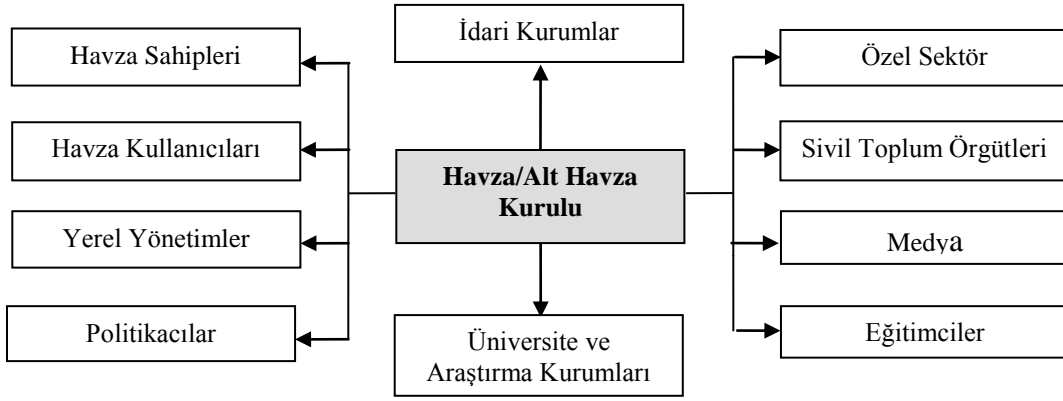 İdari Kurumlar
Havza Sahipleri
Özel Sektör
Havza Kullanıcıları
Sivil Toplum Örgütleri
Havza/Alt Havza
Kurulu
Yerel Yönetimler
Medya
Politikacılar
Eğitimciler
Üniversite ve
Araştırma Kurumları